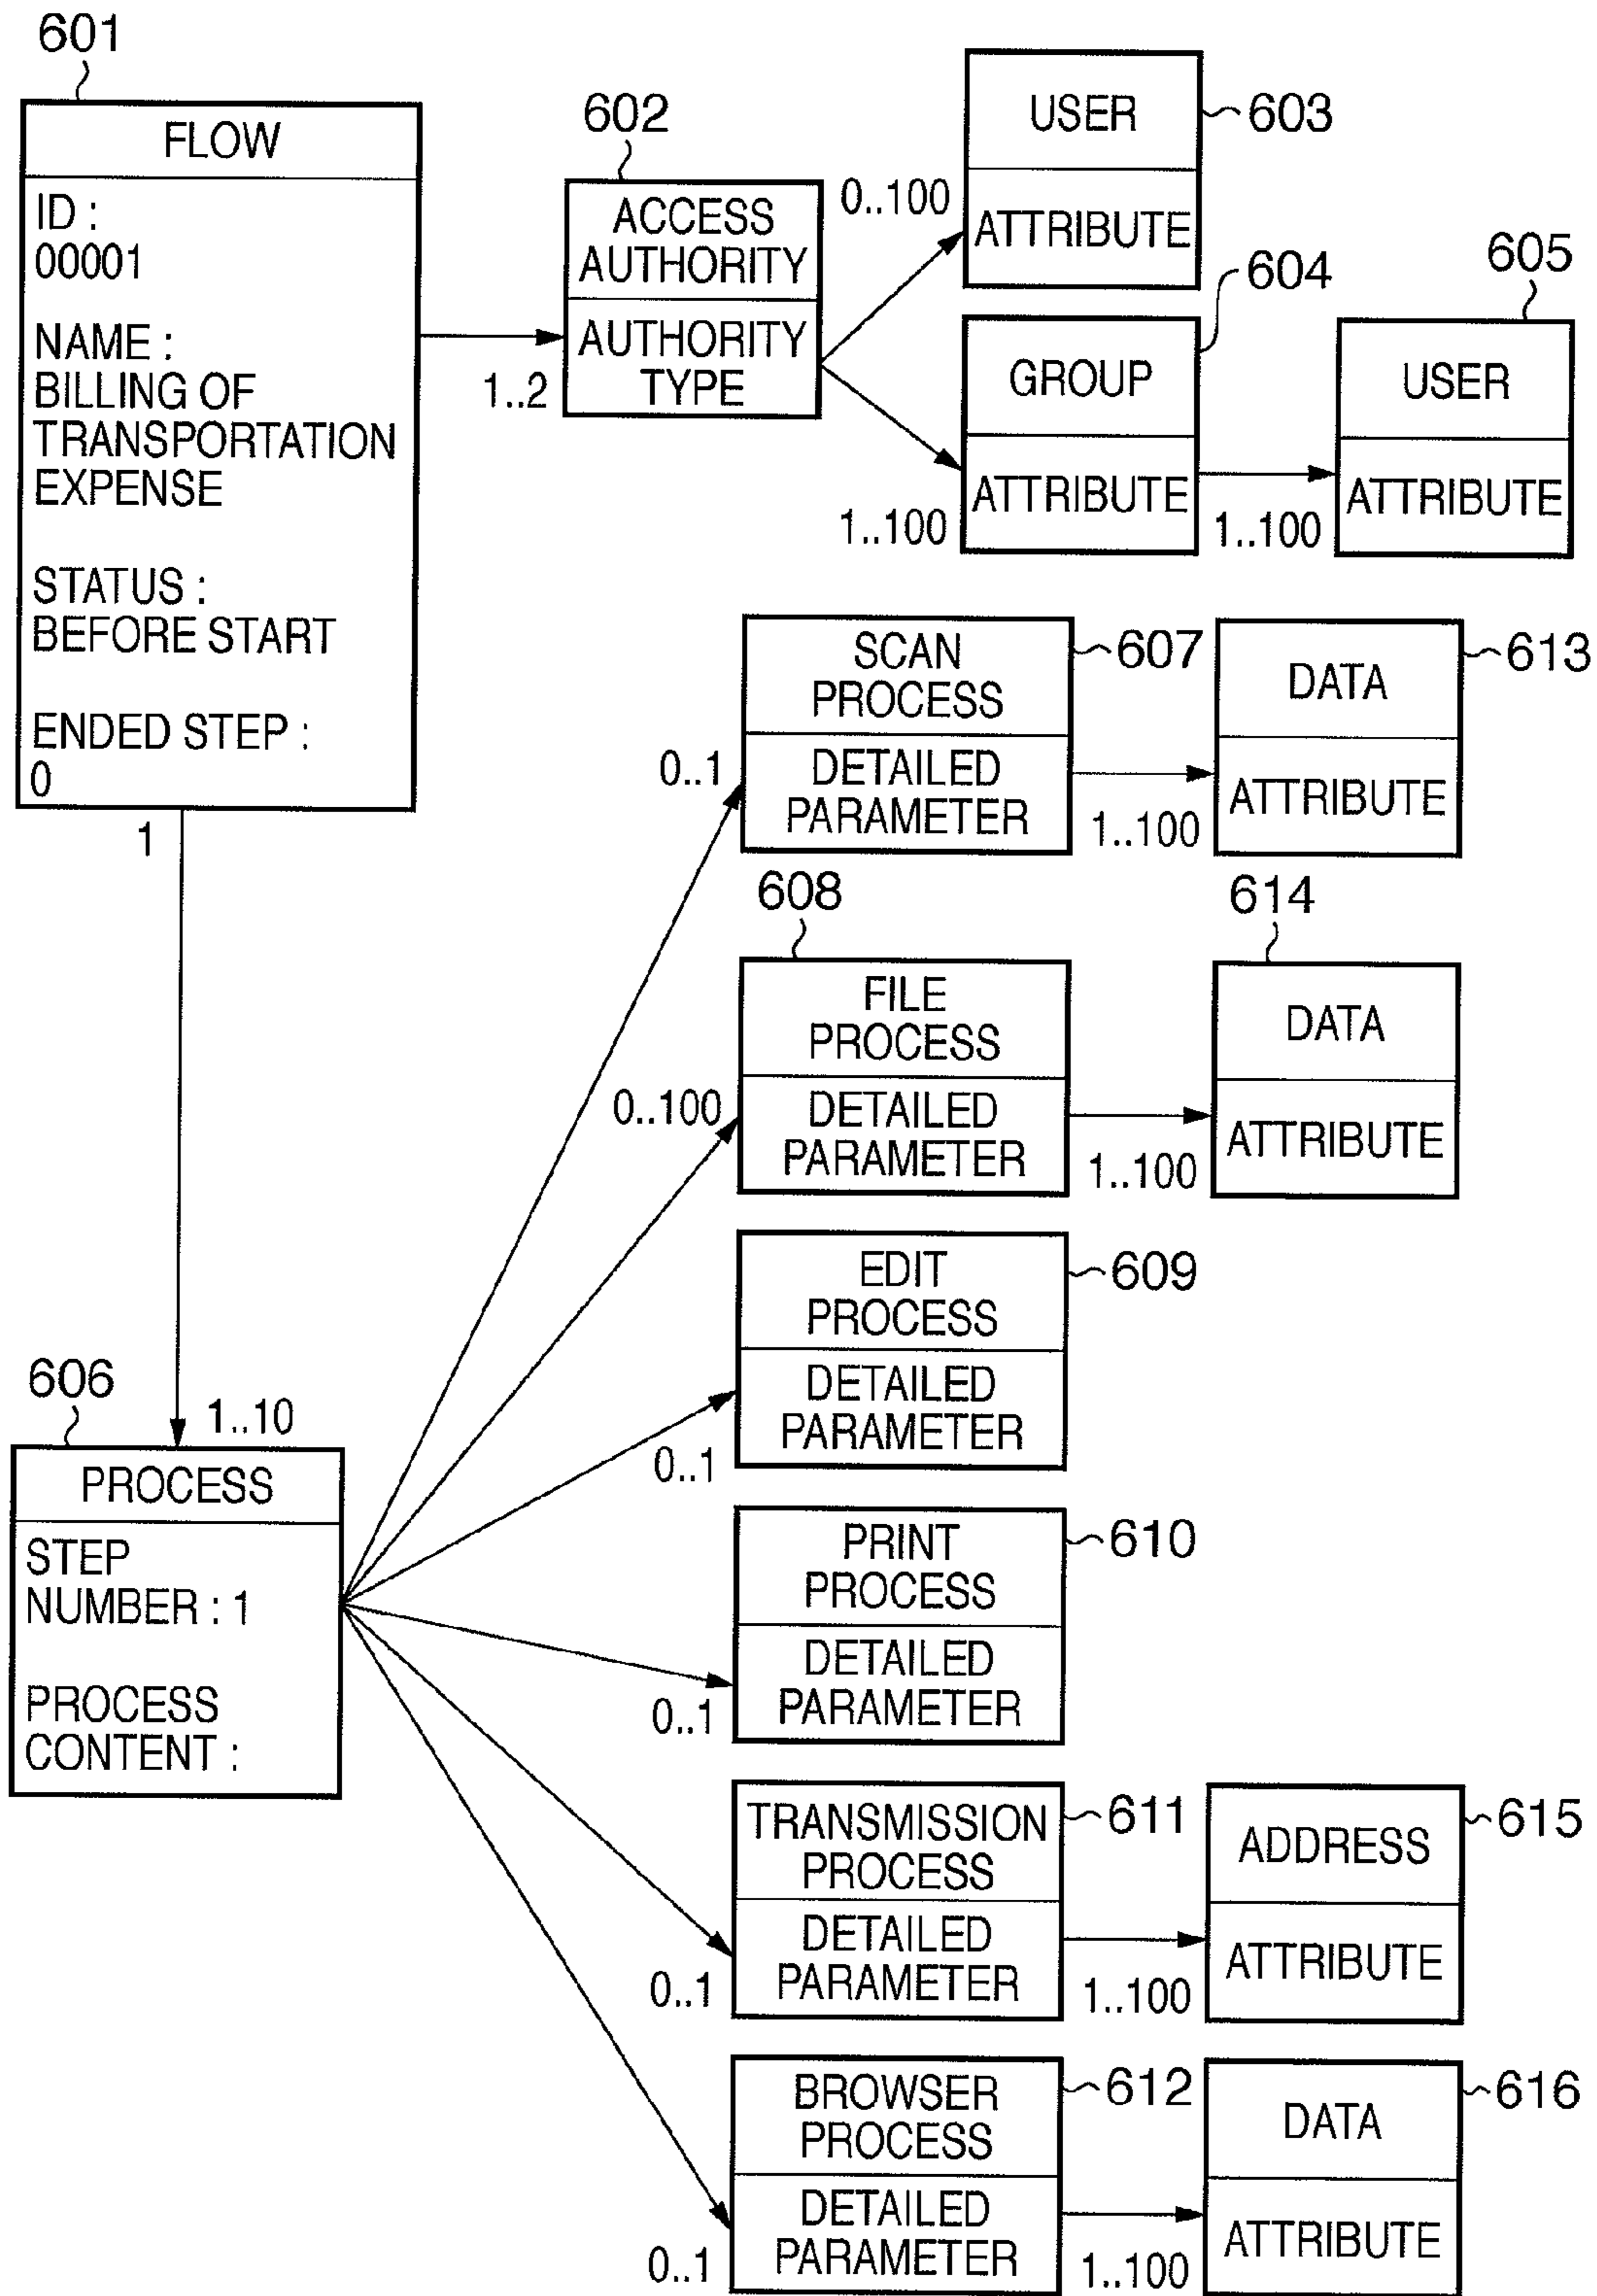 601
FLOW
ID :
00001
NAME :
BILLING OF
TRANSPORTATION
EXPENSE
STATUS :
BEFORE START
ENDED STEP :
0
1
602
ACCESS
AUTHORITY
AUTHORITY
TYPE
1..2
USER
ATTRIBUTE
603
0..100
604
GROUP
ATTRIBUTE
1..100
605
USER
ATTRIBUTE
1..100
SCAN
PROCESS
DETAILED
PARAMETER
607
0..1
DATA
ATTRIBUTE
613
1..100
608
FILE
PROCESS
DETAILED
PARAMETER
0..100
614
DATA
ATTRIBUTE
1..100
EDIT
PROCESS
DETAILED
PARAMETER
609
0..1
606
1..10
PROCESS
STEP
NUMBER : 1
PROCESS
CONTENT :
PRINT
PROCESS
DETAILED
PARAMETER
610
0..1
TRANSMISSION
PROCESS
DETAILED
PARAMETER
611
0..1
ADDRESS
ATTRIBUTE
615
1..100
BROWSER
PROCESS
DETAILED
PARAMETER
612
0..1
DATA
ATTRIBUTE
616
1..100